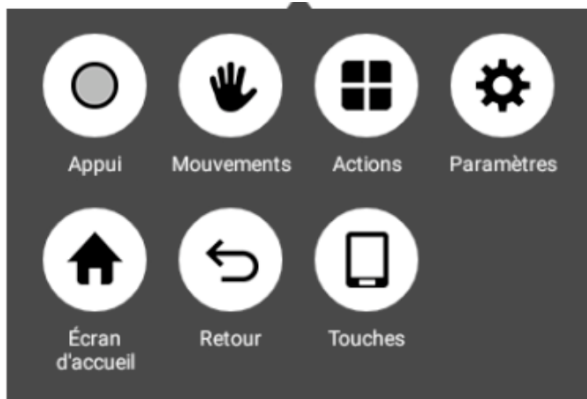 Appui
Mouvements
Actions
Paramètres
Écran
d'accueil
Retour
Touches